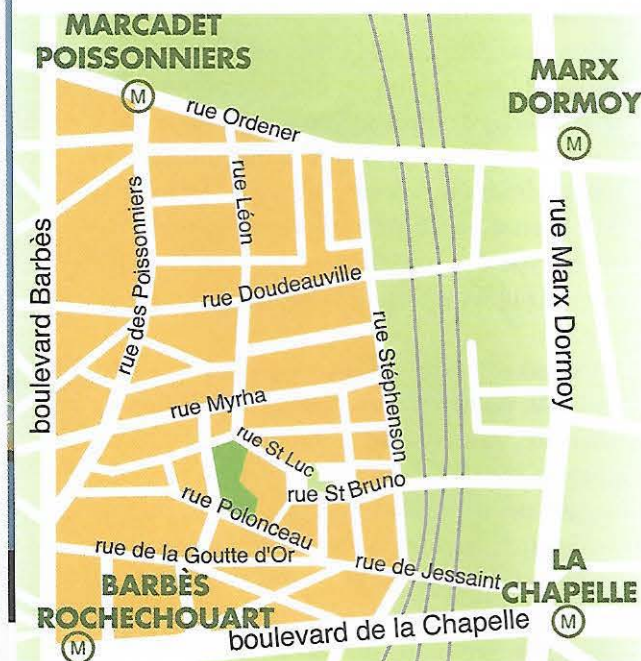 MARCADET
POISSONNIERS
M
MARX
DORMOY
M
rue Ordener
rue des Poissonniers
rue Léon
boulevard Barbès
rue Marx Dormoy
rue Doudeauville
rue Stéphenson
rue Myrha
rue St Luc
rue St Bruno
rue Polonceau
rue de la Goutte d'Or
rue de Jessaint
BARBÈS
ROCHECHOUART
M
LA
CHAPELLE
M
boulevard de la Chapelle